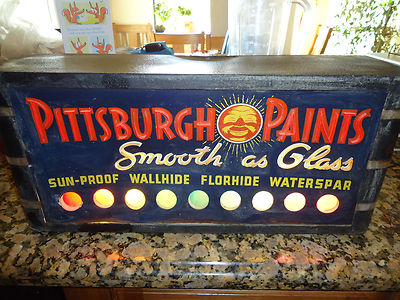 PITTSBURGH PAINTS
Smooth as Glass
SUN-PROOF WALLHIDE FLORHIDE WATERSPAR